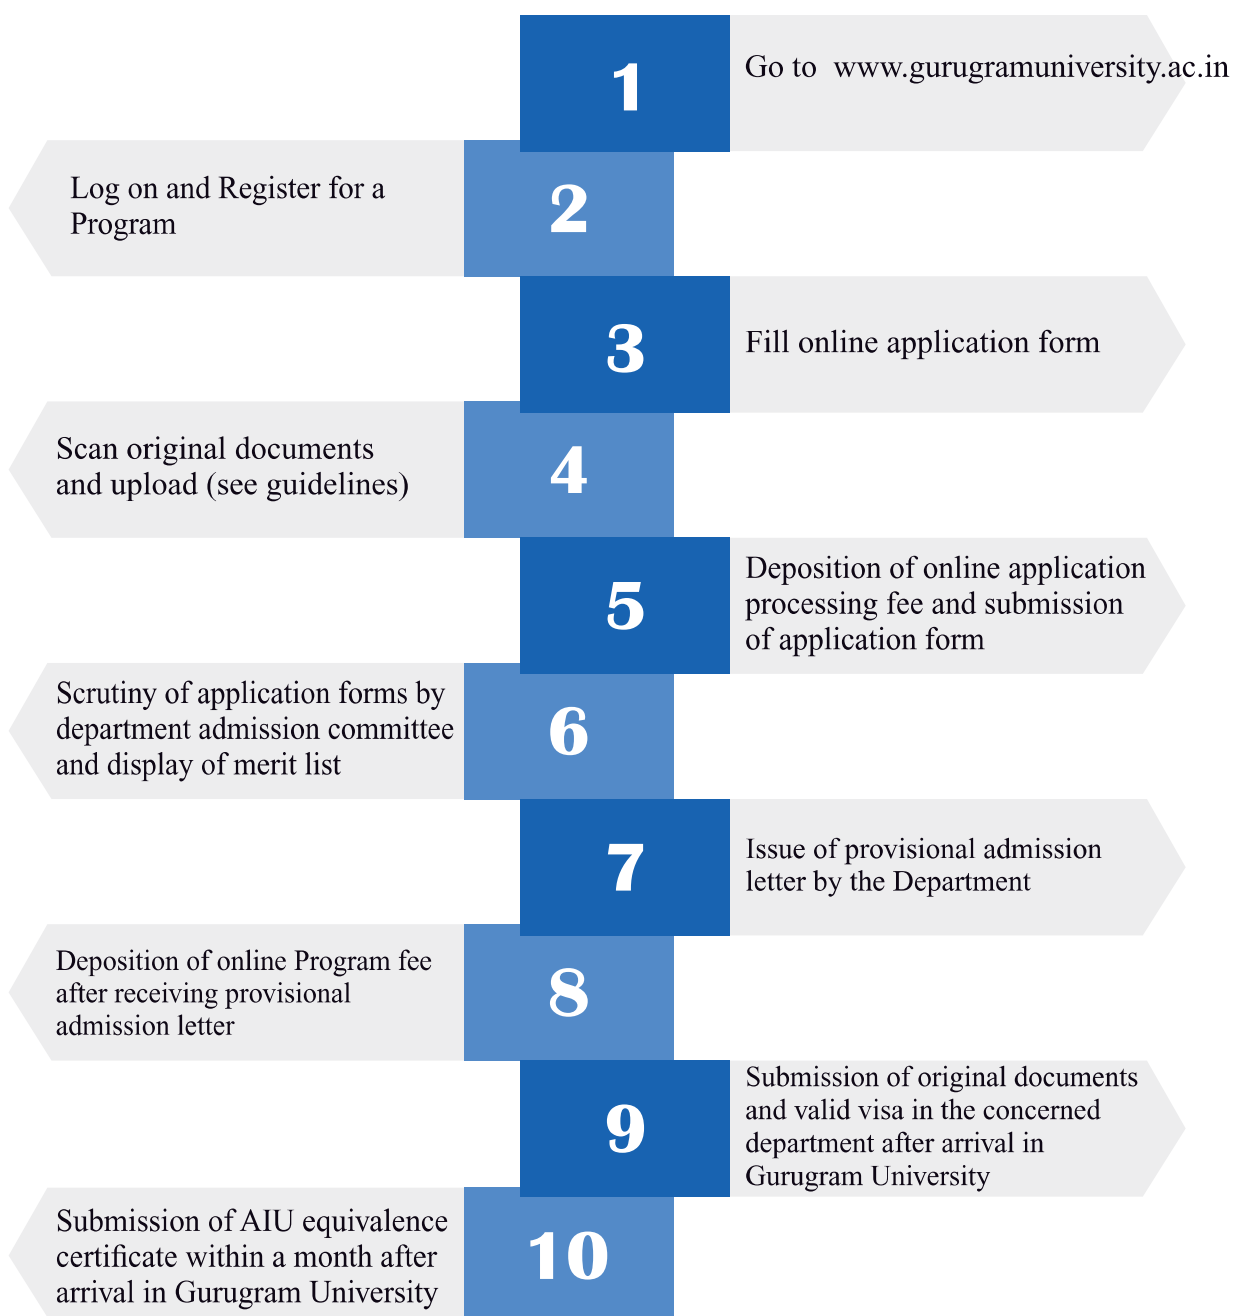 1
Go to  www.gurugramuniversity.ac.in
2
Log on and Register for a
Program
3
Fill online application form
4
Scan original documents
and upload (see guidelines)
5
Deposition of online application
processing fee and submission
of application form
6
Scrutiny of application forms by
department admission committee
and display of merit list
7
Issue of provisional admission
letter by the Department
8
Deposition of online Program fee
after receiving provisional
admission letter
9
Submission of original documents
and valid visa in the concerned
department after arrival in
Gurugram University
10
Submission of AIU equivalence
certificate within a month after
arrival in Gurugram University